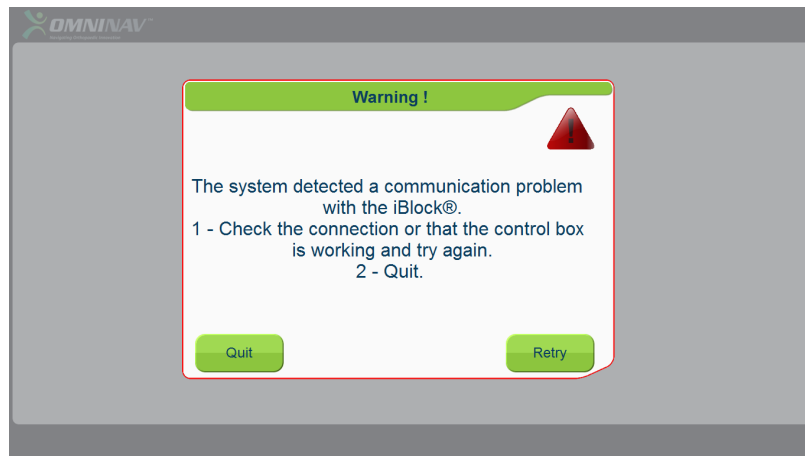 OMNINAV™
Warning !
The system detected a communication problem
with the iBlock®.
1 - Check the connection or that the control box
is working and try again.
2 - Quit.
Quit
Retry